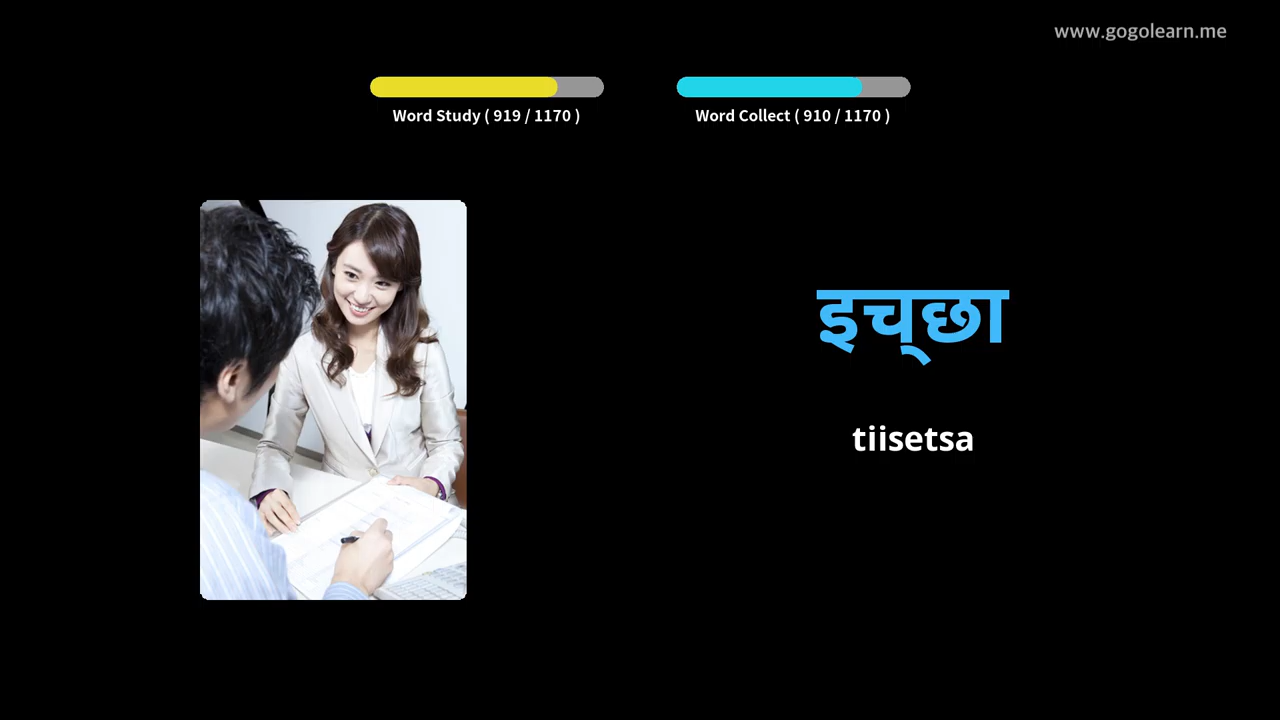 www.gogolearn.me
Word Study ( 919 / 1170 )
Word Collect ( 910 / 1170 )
इच्‌छा
tiisetsa